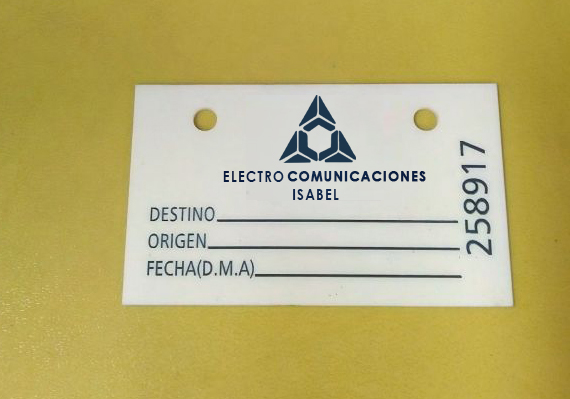 ELECTRO COMUNICACIONES
ISABEL
DESTINO
ORIGEN
FECHA(D.M.A)
258917